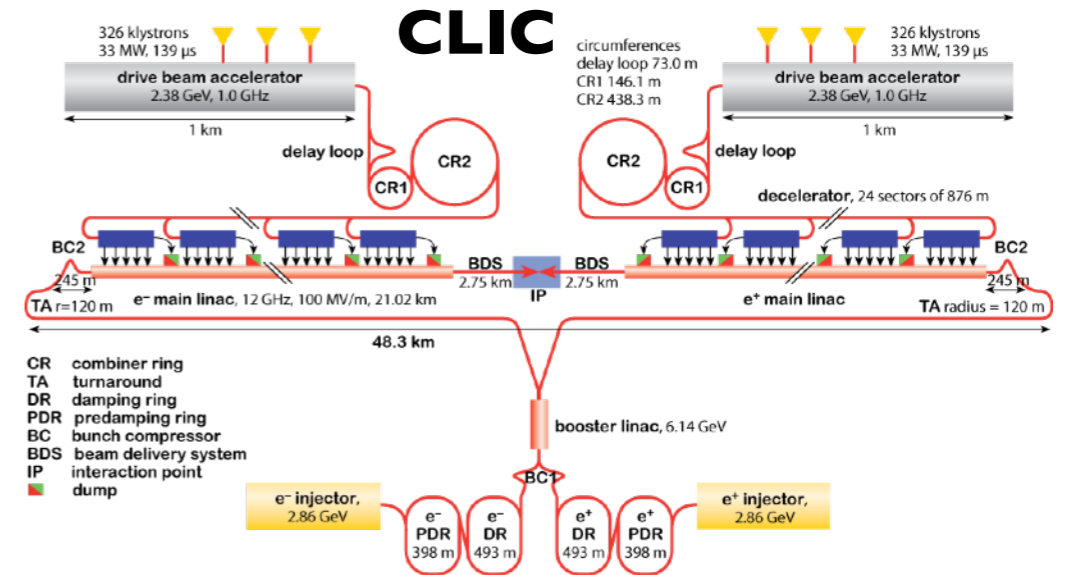 CLIC
326 klystrons
33 MW, 139 µs
drive beam accelerator
2.38 GeV, 1.0 GHz
1 km
delay loop
CR1
CR2
circumferences
delay loop 73.0 m
CR1 146.1 m
CR2 438.3 m
326 klystrons
33 MW, 139 µs
drive beam accelerator
2.38 GeV, 1.0 GHz
1 km
CR2
CR1
delay loop
decelerator, 24 sectors of 876 m
BC2
245 m
TA r=120 m
e– main linac, 12 GHz, 100 MV/m, 21.02 km
BDS
2.75 km
IP
BDS
2.75 km
e+ main linac
BC2
245 m
TA radius = 120 m
48.3 km
CR combiner ring
TA turnaround
DR damping ring
PDR predamping ring
BC bunch compressor
BDS beam delivery system
IP interaction point
dump
booster linac, 6.14 GeV
BC1
e– injector,
2.86 GeV
e–
PDR
398 m
e–
DR
493 m
e+
DR
493 m
e+
PDR
398 m
e+ injector,
2.86 GeV